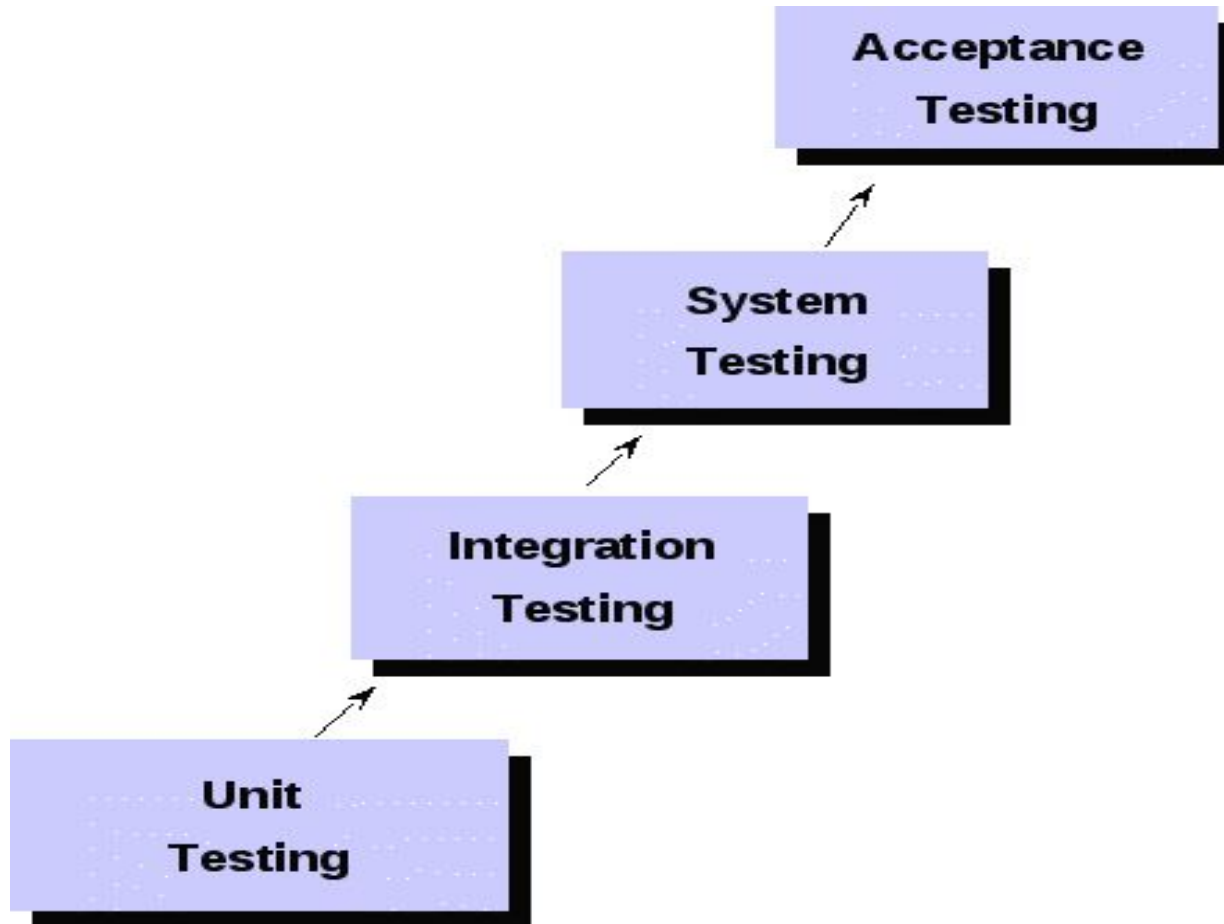 Acceptance
Testing
System
Testing
Integration
Testing
Unit
Testing